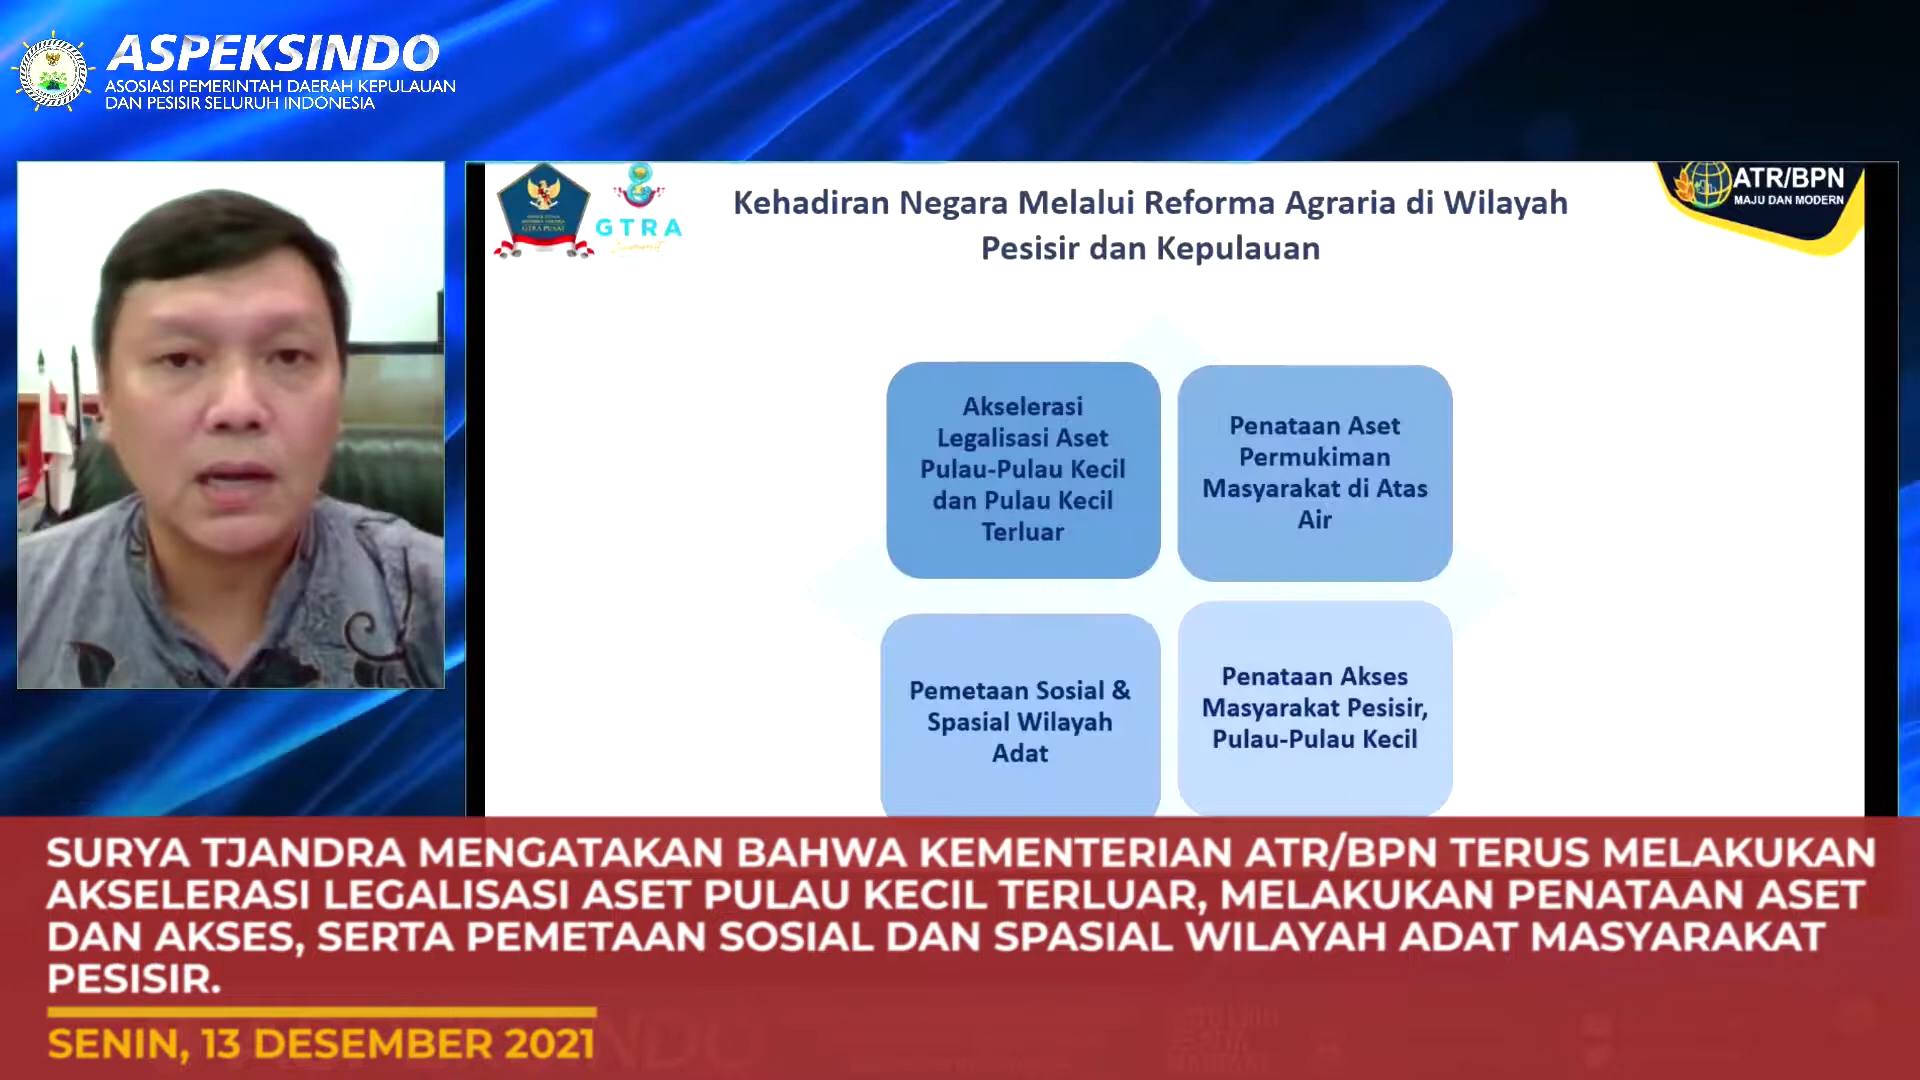 ASPEKSINDO
ASOSIASI PEMERINTAH DAERAH KEPULAUAN
DAN PESISIR SELURUH INDONESIA
GTRA PUSAT
GTRA
Summit
Kehadiran Negara Melalui Reforma Agraria di Wilayah
Pesisir dan Kepulauan
ATR/BPN
MAJU DAN MODERN
Akselerasi
Legalisasi Aset
Pulau-Pulau Kecil
dan Pulau Kecil
Terluar
Penataan Aset
Permukiman
Masyarakat di Atas
Air
Pemetaan Sosial &
Spasial Wilayah
Adat
Penataan Akses
Masyarakat Pesisir,
Pulau-Pulau Kecil
SURYA TJANDRA MENGATAKAN BAHWA KEMENTERIAN ATR/BPN TERUS MELAKUKAN
AKSELERASI LEGALISASI ASET PULAU KECIL TERLUAR, MELAKUKAN PENATAAN ASET
DAN AKSES, SERTA PEMETAAN SOSIAL DAN SPASIAL WILAYAH ADAT MASYARAKAT
PESISIR.
SENIN, 13 DESEMBER 2021